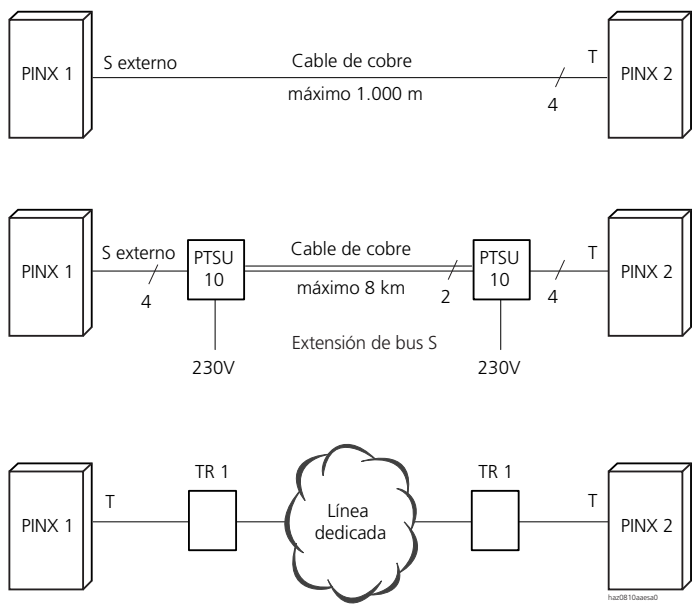 PINX 1
S externo
Cable de cobre
máximo 1.000 m
4
T
PINX 2
PINX 1
S externo
4
PTSU
10
230V
Cable de cobre
máximo 8 km
2
Extensión de bus S
PTSU
10
230V
4
T
PINX 2
PINX 1
T
TR 1
Línea
dedicada
TR 1
T
PINX 2
haz0810aaesa0